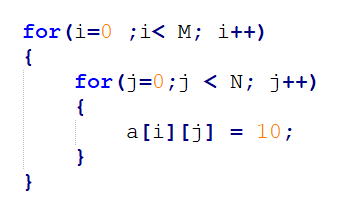 for(i=0 ;i< M; i++)
{
for(j=0;j < N; j++)
{
a[i][j] = 10;
}
}